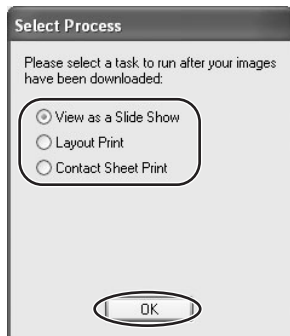 Select Process
Please select a task to run after your images
have been downloaded:
View as a Slide Show
Layout Print
Contact Sheet Print
OK